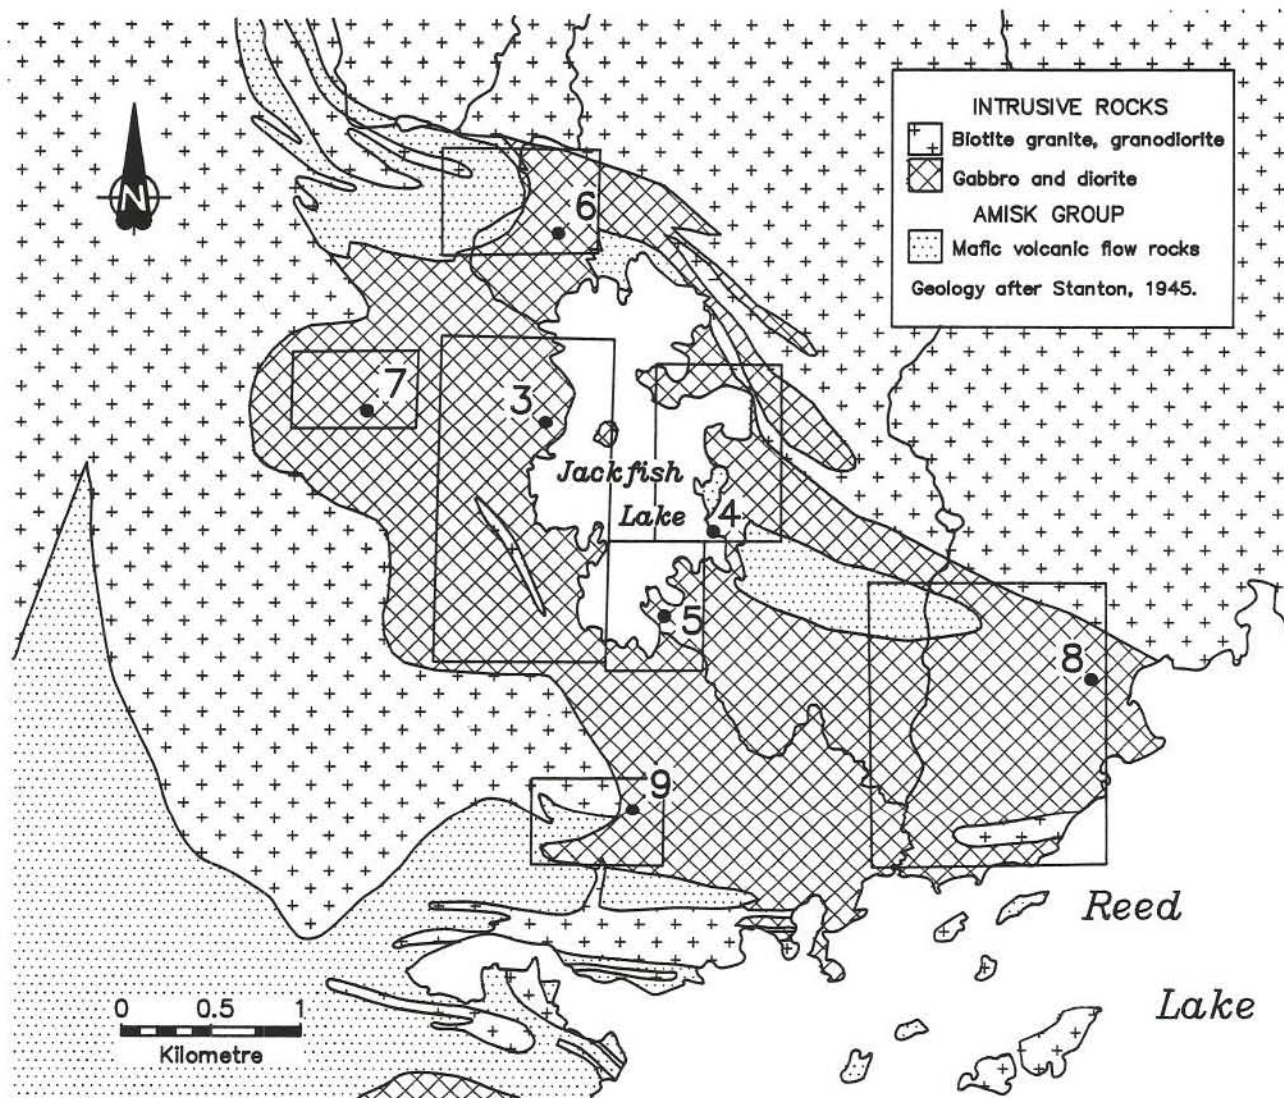 INTRUSIVE ROCKS
Biotite granite, granodiorite
Gabbro and diorite
AMISK GROUP
Mafic volcanic flow rocks
Geology after Stanton, 1945.
N
6
7
3
Jackfish
Lake
4
5
8
9
Reed
Lake
0 0.5 1
Kilometre